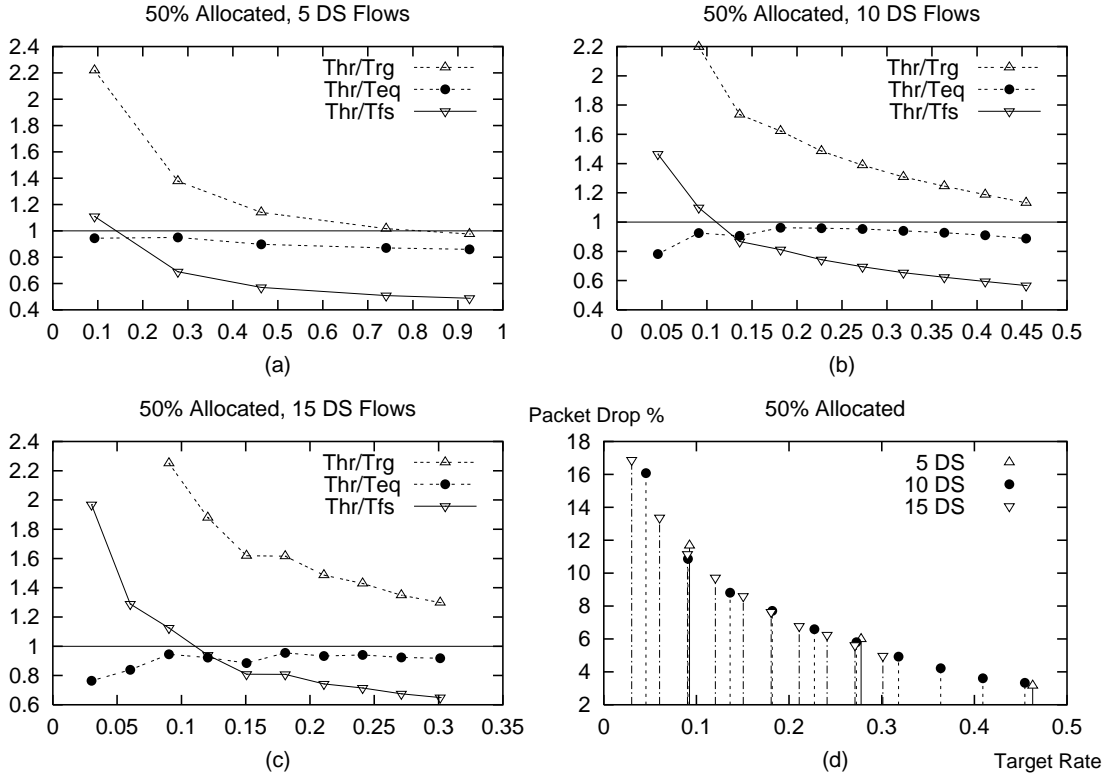 50% Allocated, 5 DS Flows
2.4
2.2
2
1.8
1.6
1.4
1.2
1
0.8
0.6
0.4
Thr/Trg
Thr/Teq
Thr/Tfs
0 0.1 0.2 0.3 0.4 0.5 0.6 0.7 0.8 0.9 1
(a)
50% Allocated, 10 DS Flows
2.2
2
1.8
1.6
1.4
1.2
1
0.8
0.6
0.4
Thr/Trg
Thr/Teq
Thr/Tfs
0 0.05 0.1 0.15 0.2 0.25 0.3 0.35 0.4 0.45 0.5
(b)
50% Allocated, 15 DS Flows
2.4
2.2
2
1.8
1.6
1.4
1.2
1
0.8
0.6
Thr/Trg
Thr/Teq
Thr/Tfs
0 0.05 0.1 0.15 0.2 0.25 0.3 0.35
(c)
Packet Drop %
50% Allocated
18
16
14
12
10
8
6
4
2
5 DS
10 DS
15 DS
0 0.1 0.2 0.3 0.4 0.5
(d)
Target Rate